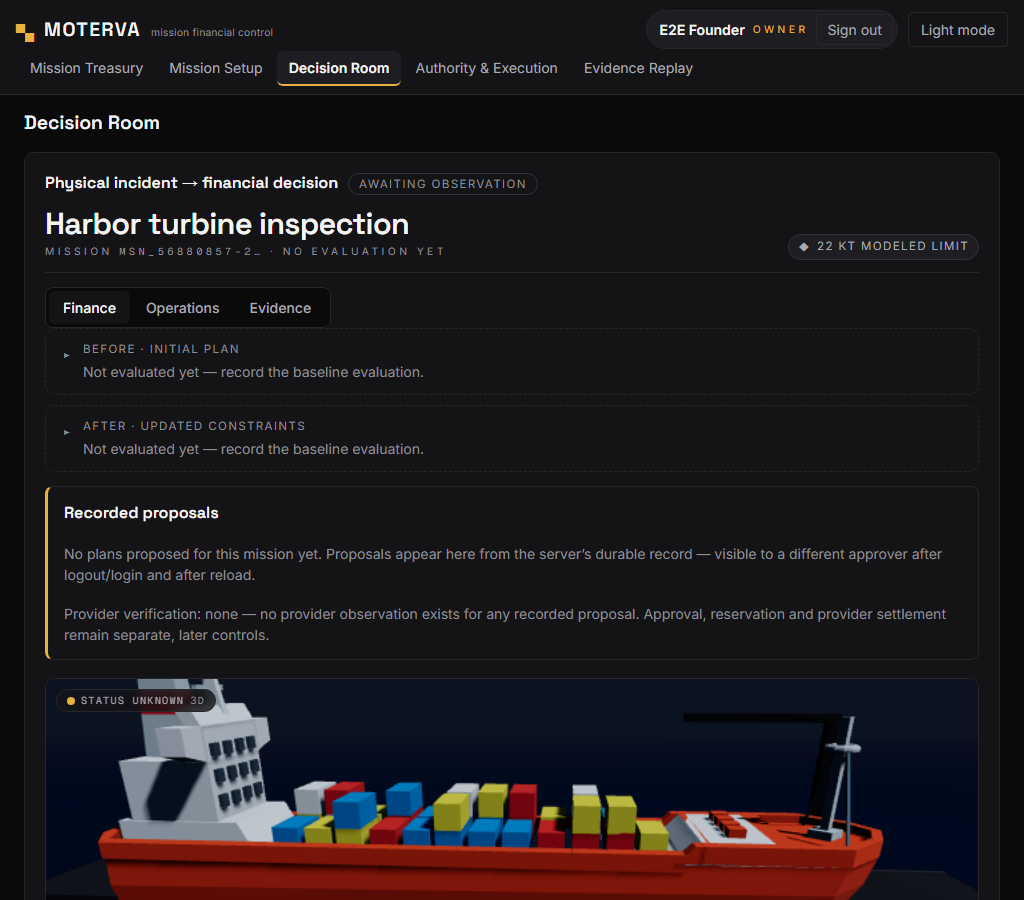 MOTERVA mission financial control
E2E Founder OWNER Sign out Light mode
Mission Treasury Mission Setup Decision Room Authority & Execution Evidence Replay
Decision Room
Physical incident → financial decision AWAITING OBSERVATION
Harbor turbine inspection
MISSION MSN_56880857-2… · NO EVALUATION YET
◆ 22 KT MODELED LIMIT
Finance Operations Evidence
▸ BEFORE · INITIAL PLAN
Not evaluated yet — record the baseline evaluation.
▸ AFTER · UPDATED CONSTRAINTS
Not evaluated yet — record the baseline evaluation.
Recorded proposals
No plans proposed for this mission yet. Proposals appear here from the server’s durable record — visible to a different approver after
logout/login and after reload.
Provider verification: none — no provider observation exists for any recorded proposal. Approval, reservation and provider settlement
remain separate, later controls.
STATUS UNKNOWN 3D